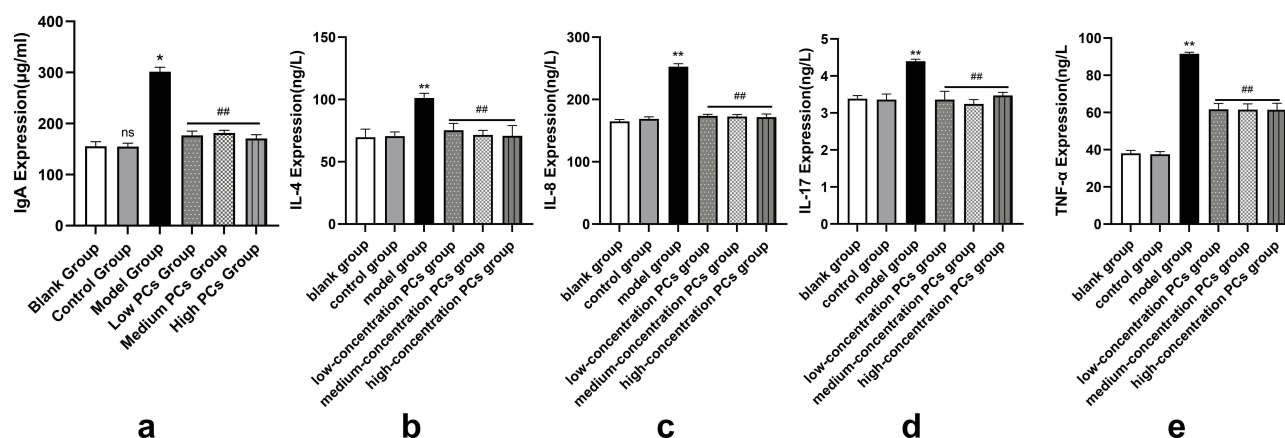 IgA Expression(μg/ml)
400
300
200
100
0
ns
*
##
Blank Group
Control Group
Model Group
Low PCs Group
Medium PCs Group
High PCs Group
a
IL-4 Expression(ng/L)
150
100
50
0
**
##
blank group
control group
model group
low-concentration PCs group
medium-concentration PCs group
high-concentration PCs group
b
IL-8 Expression(ng/L)
300
200
100
0
**
##
blank group
control group
model group
low-concentration PCs group
medium-concentration PCs group
high-concentration PCs group
c
IL-17 Expression(ng/L)
5
4
3
2
1
0
**
##
blank group
control group
model group
low-concentration PCs group
medium-concentration PCs group
high-concentration PCs group
d
TNF-α Expression(ng/L
100
80
60
40
20
0
**
##
blank group
control group
model group
low-concentration PCs group
medium-concentration PCs group
high-concentration PCs group
e